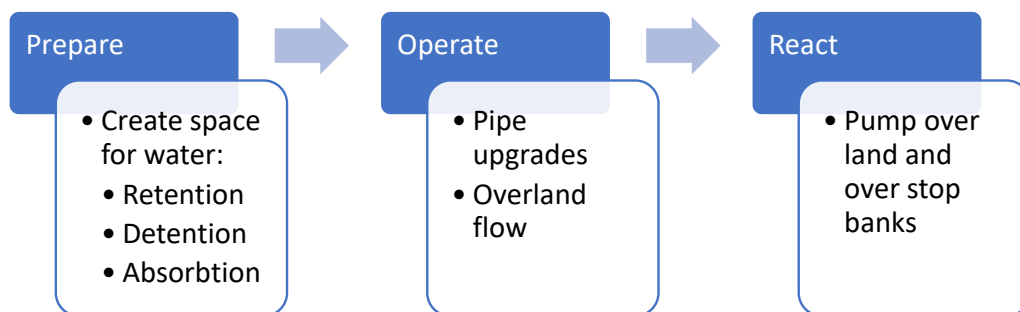 Prepare
• Create space
for water:
• Retention
• Detention
• Absorbtion
Operate
• Pipe
upgrades
• Overland
flow
React
• Pump over
land and
over stop
banks